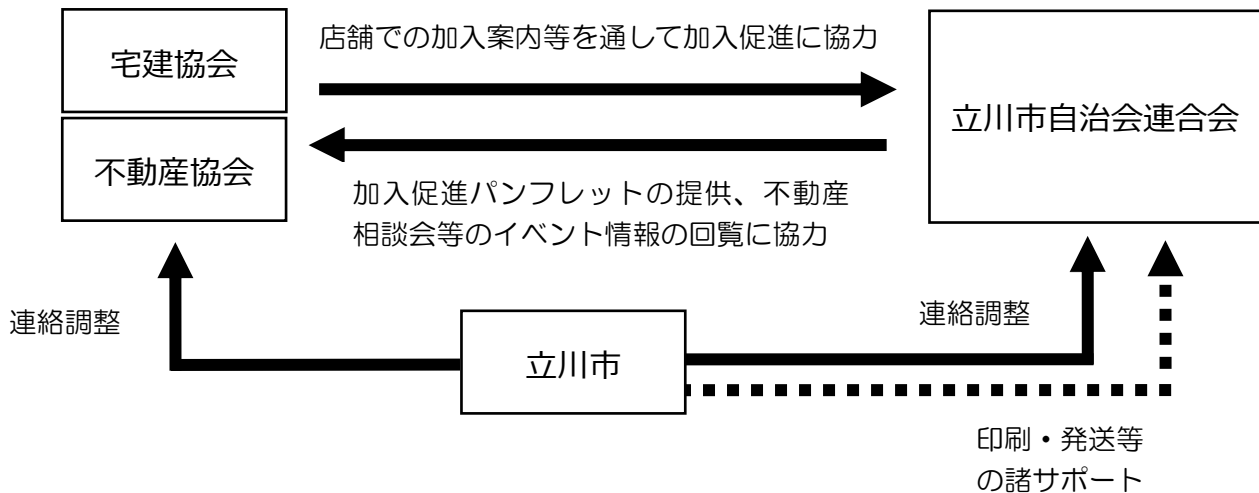 店舗での加入案内等を通して加入促進に協力
宅建協会
不動産協会
立川市自治会連合会
加入促進パンフレットの提供、不動産
相談会等のイベント情報の回覧に協力
連絡調整
立川市
連絡調整
印刷・発送等
の諸サポート